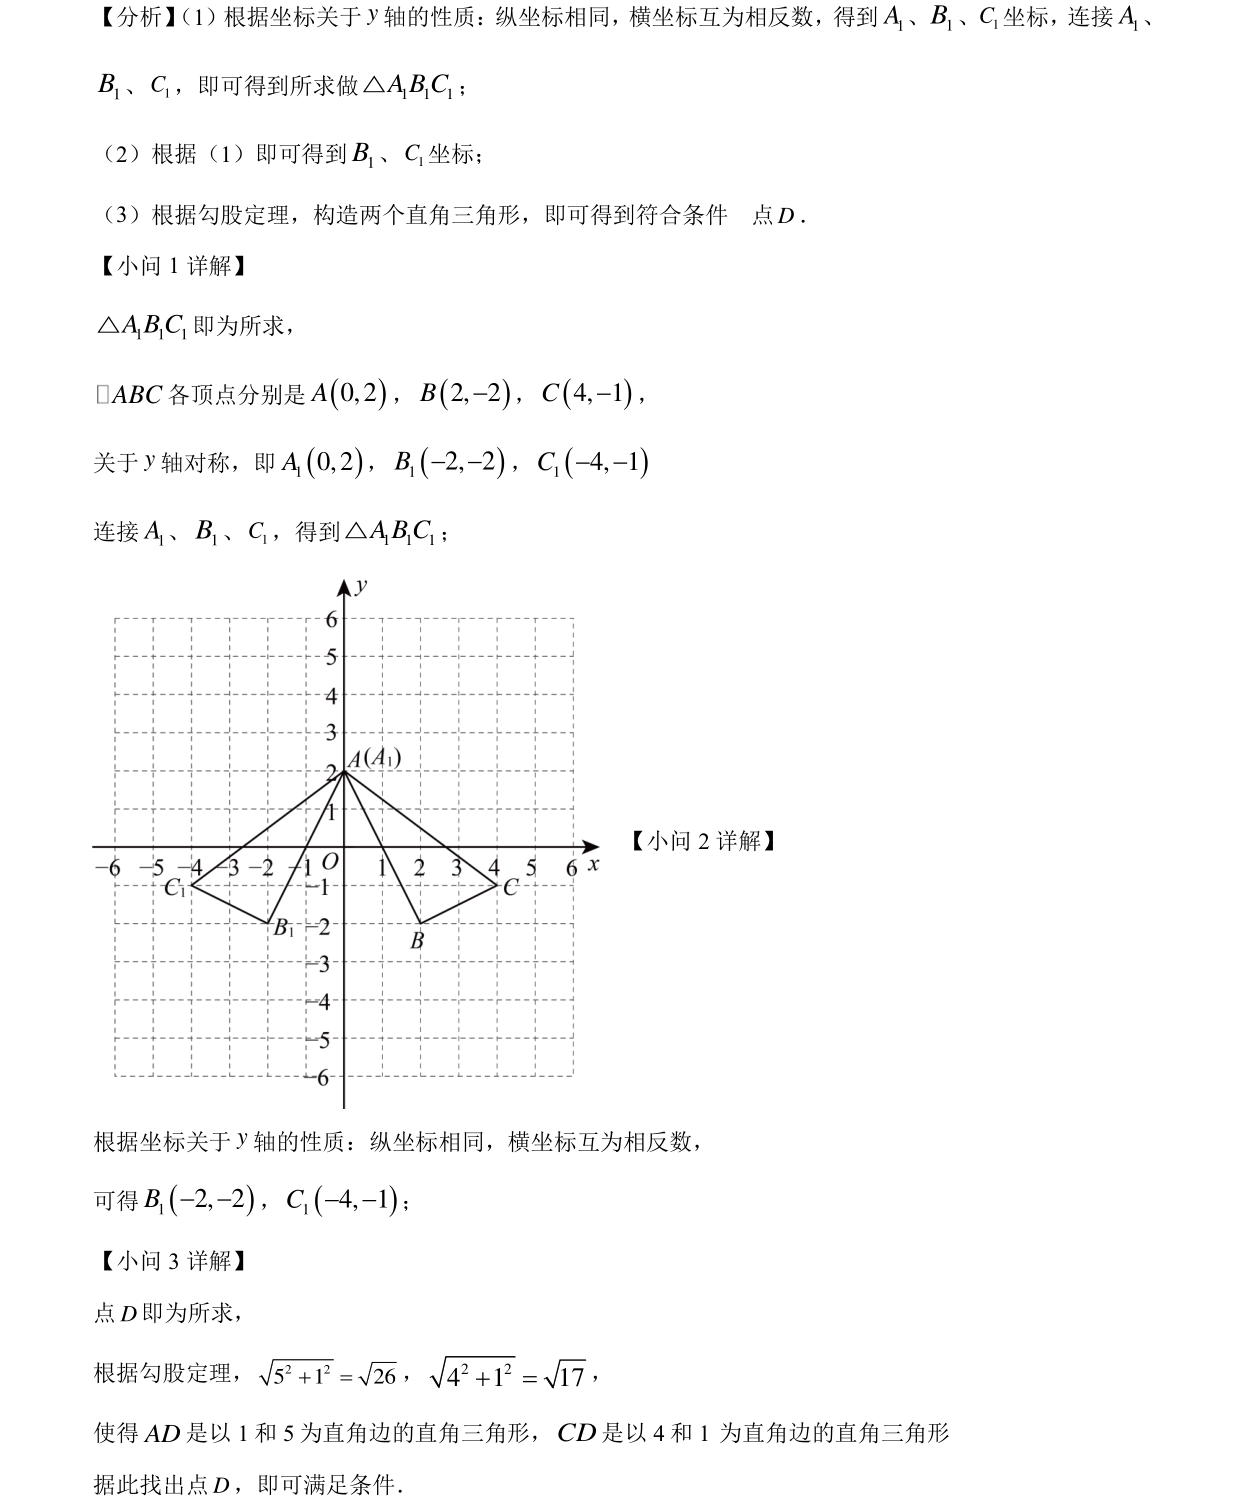 【分析】（1）根据坐标关于 y 轴的性质：纵坐标相同，横坐标互为相反数，得到 A₁、B₁、C₁ 坐标，连接 A₁、
B₁、C₁，即可得到所求做 △A₁B₁C₁；
（2）根据（1）即可得到 B₁、C₁ 坐标；
（3）根据勾股定理，构造两个直角三角形，即可得到符合条件 点 D．
【小问 1 详解】
△A₁B₁C₁ 即为所求，
□ABC 各顶点分别是 A(0,2)，B(2,−2)，C(4,−1)，
关于 y 轴对称，即 A₁(0,2)，B₁(−2,−2)，C₁(−4,−1)
连接 A₁、B₁、C₁，得到 △A₁B₁C₁；
y
6
5
4
3
A(A₁)
2
1
【小问 2 详解】
−6 −5 −4 −3 −2 −1 O 1 2 3 4 5 6 x
C₁ −1 C
B₁ −2
B
−3
−4
−5
−6
根据坐标关于 y 轴的性质：纵坐标相同，横坐标互为相反数，
可得 B₁(−2,−2)，C₁(−4,−1)；
【小问 3 详解】
点 D 即为所求，
根据勾股定理，√(5²+1²)=√26，√(4²+1²)=√17，
使得 AD 是以 1 和 5 为直角边的直角三角形，CD 是以 4 和 1 为直角边的直角三角形
据此找出点 D，即可满足条件．